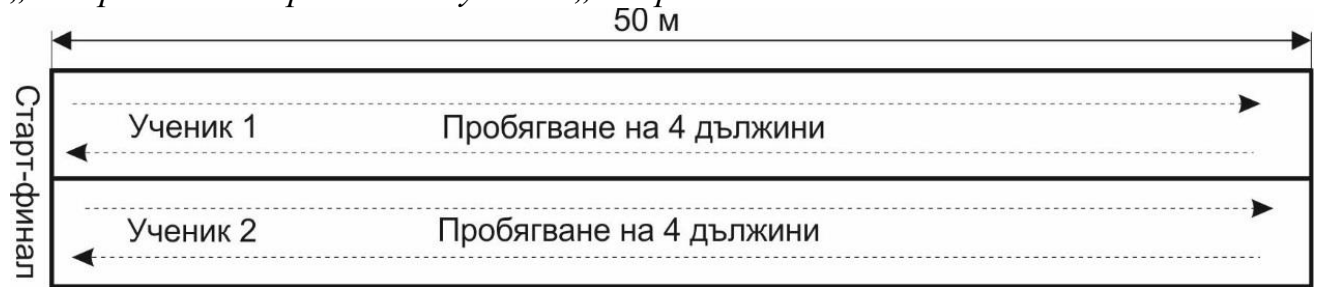 50 м
Старт-финал
Ученик 1 Пробягване на 4 дължини
Ученик 2 Пробягване на 4 дължини